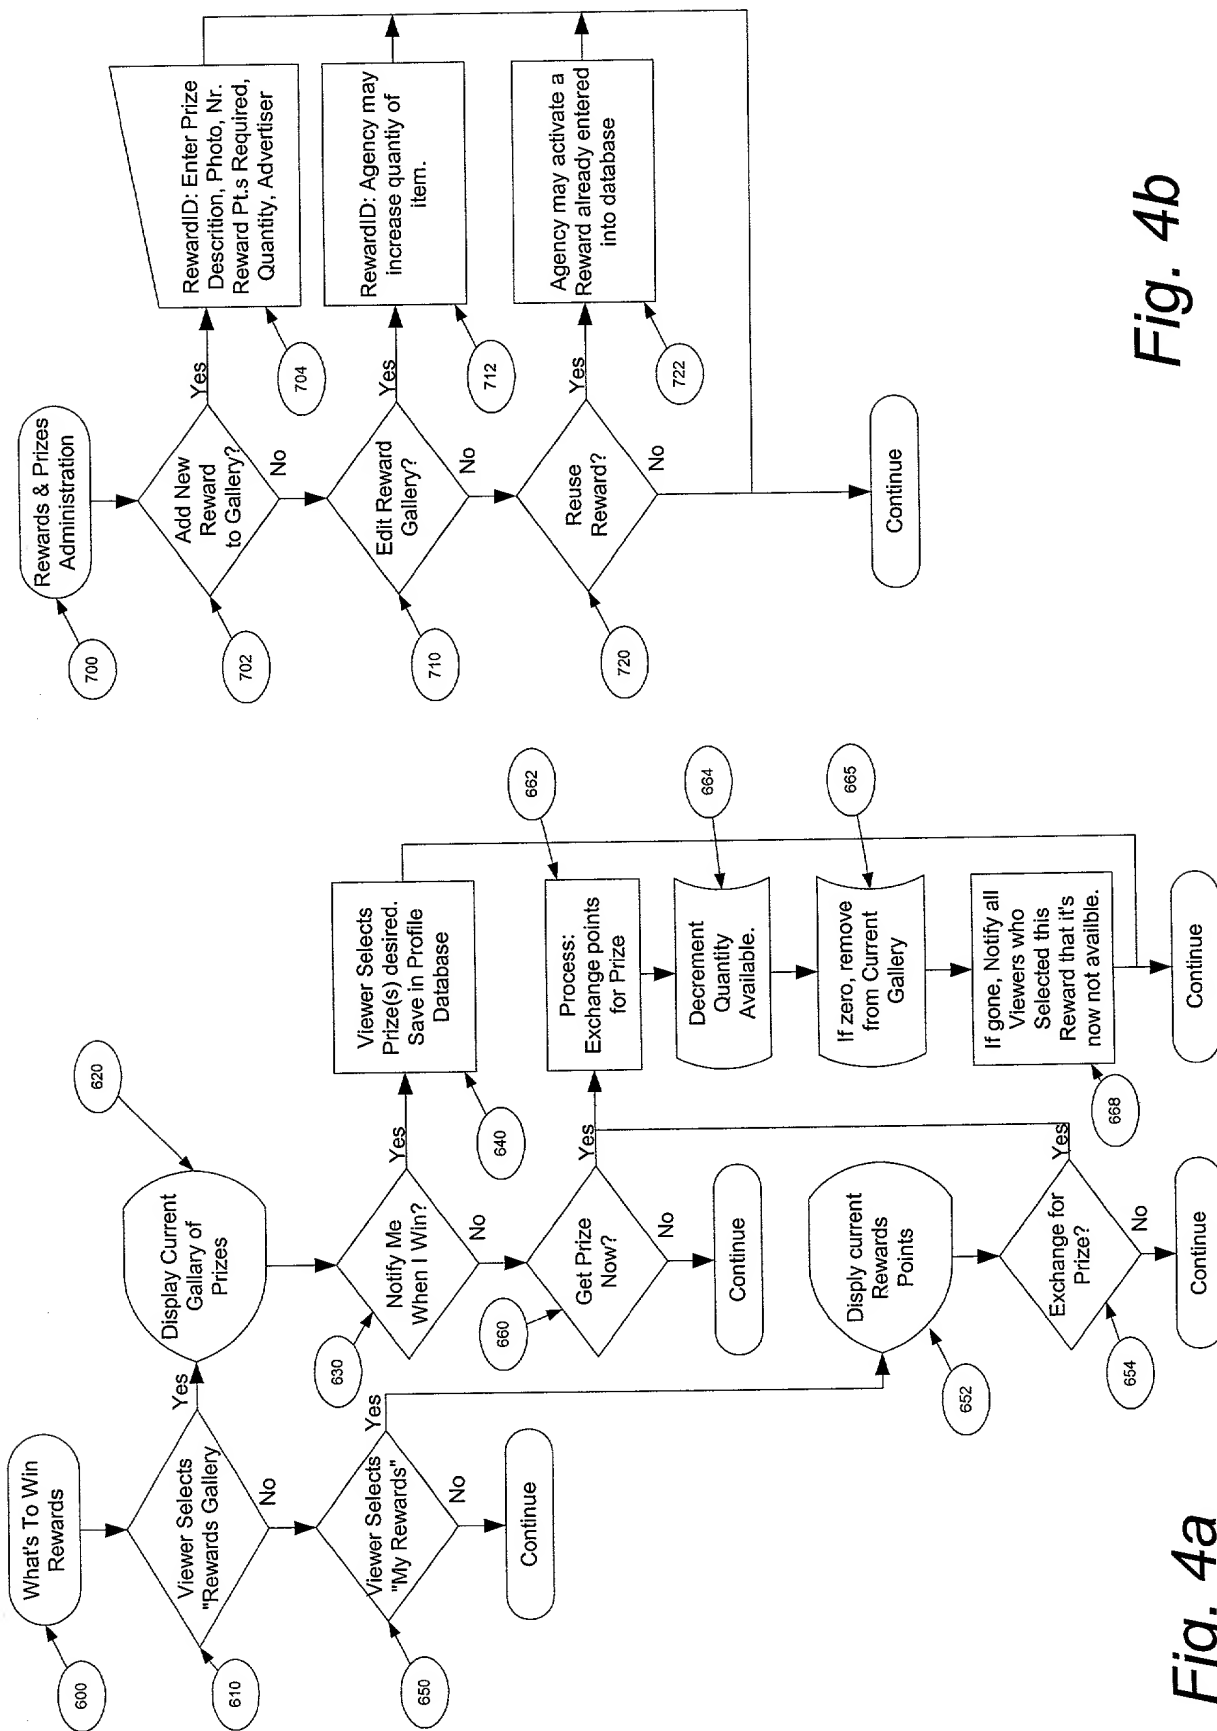 What's To Win
Rewards
600
Viewer Selects
"Rewards Gallery
610
Yes
No
Display Current
Gallary of
Prizes
620
Viewer Selects
"My Rewards"
650
Yes
No
Continue
Notify Me
When I Win?
630
Yes
No
Viewer Selects
Prize(s) desired.
Save in Profile
Database
640
Get Prize
Now?
660
Yes
No
Continue
Process:
Exchange points
for Prize
662
Decrement
Quantity
Available.
664
If zero, remove
from Current
Gallery
665
If gone, Notify all
Viewers who
Selected this
Reward that it's
now not availible.
668
Continue
Disply current
Rewards
Points
652
Exchange for
Prize?
654
Yes
No
Continue
Fig. 4a
Rewards & Prizes
Administration
700
Add New
Reward
to Gallery?
702
Yes
No
RewardID: Enter Prize
Descrition, Photo, Nr.
Reward Pt.s Required,
Quantity, Advertiser
704
Edit Reward
Gallery?
710
Yes
No
RewardID: Agency may
increase quantiy of
item.
712
Reuse
Reward?
720
Yes
No
Agency may activate a
Reward already entered
into database
722
Continue
Fig. 4b